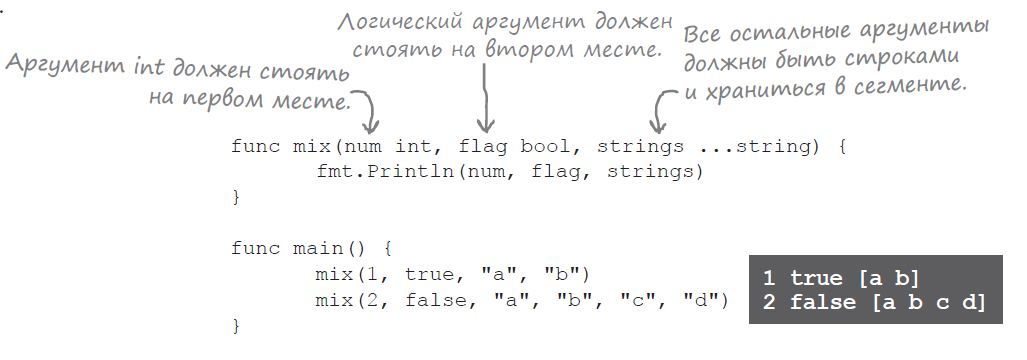 Аргумент int должен стоять
на первом месте.
Логический аргумент должен
стоять на втором месте.
Все остальные аргументы
должны быть строками
и храниться в сегменте.
func mix(num int, flag bool, strings ...string) {
fmt.Println(num, flag, strings)
}
func main() {
mix(1, true, "a", "b")
mix(2, false, "a", "b", "c", "d")
}
1 true [a b]
2 false [a b c d]